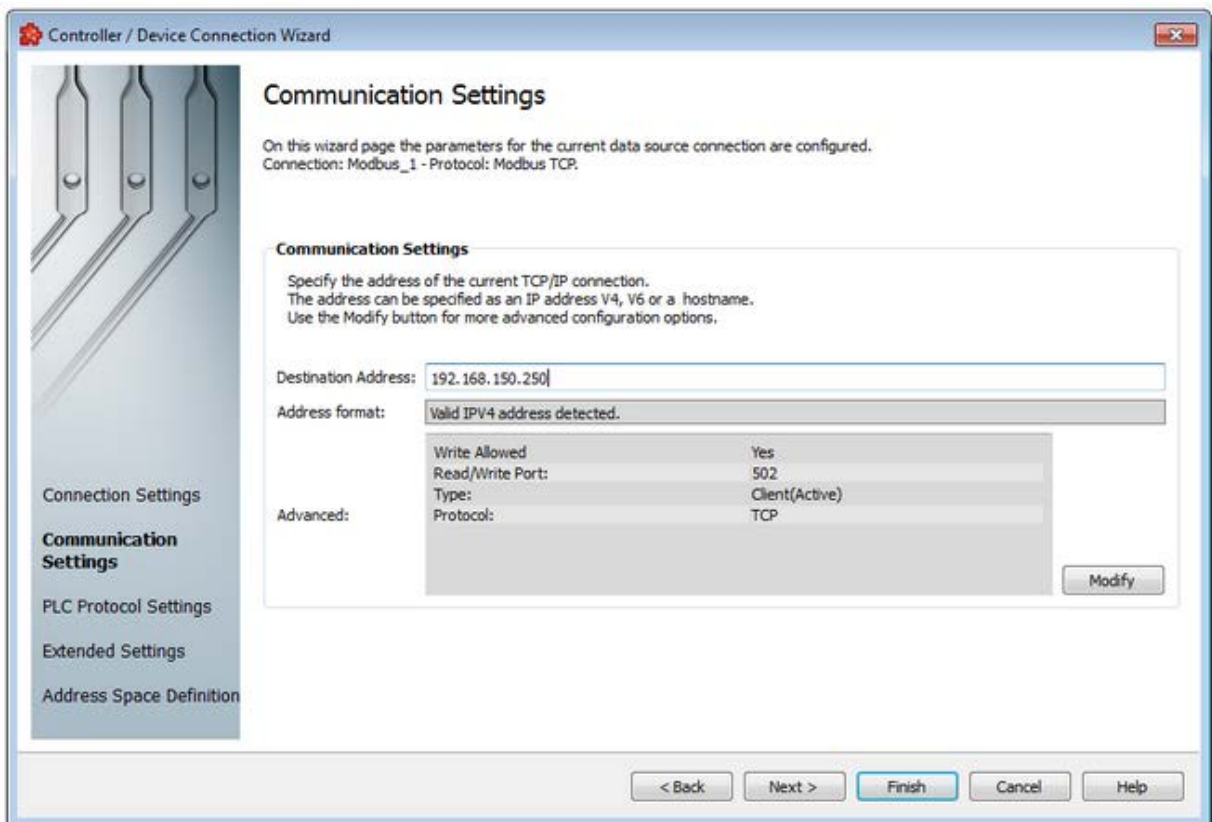 Controller / Device Connection Wizard
Communication Settings
On this wizard page the parameters for the current data source connection are configured.
Connection: Modbus_1 - Protocol: Modbus TCP.
Connection Settings
Communication
Settings
PLC Protocol Settings
Extended Settings
Address Space Definition
Communication Settings
Specify the address of the current TCP/IP connection.
The address can be specified as an IP address V4, V6 or a hostname.
Use the Modify button for more advanced configuration options.
Destination Address: 192.168.150.250
Address format: Valid IPV4 address detected.
Advanced:
Write Allowed Yes
Read/Write Port: 502
Type: Client(Active)
Protocol: TCP
Modify
< Back Next > Finish Cancel Help